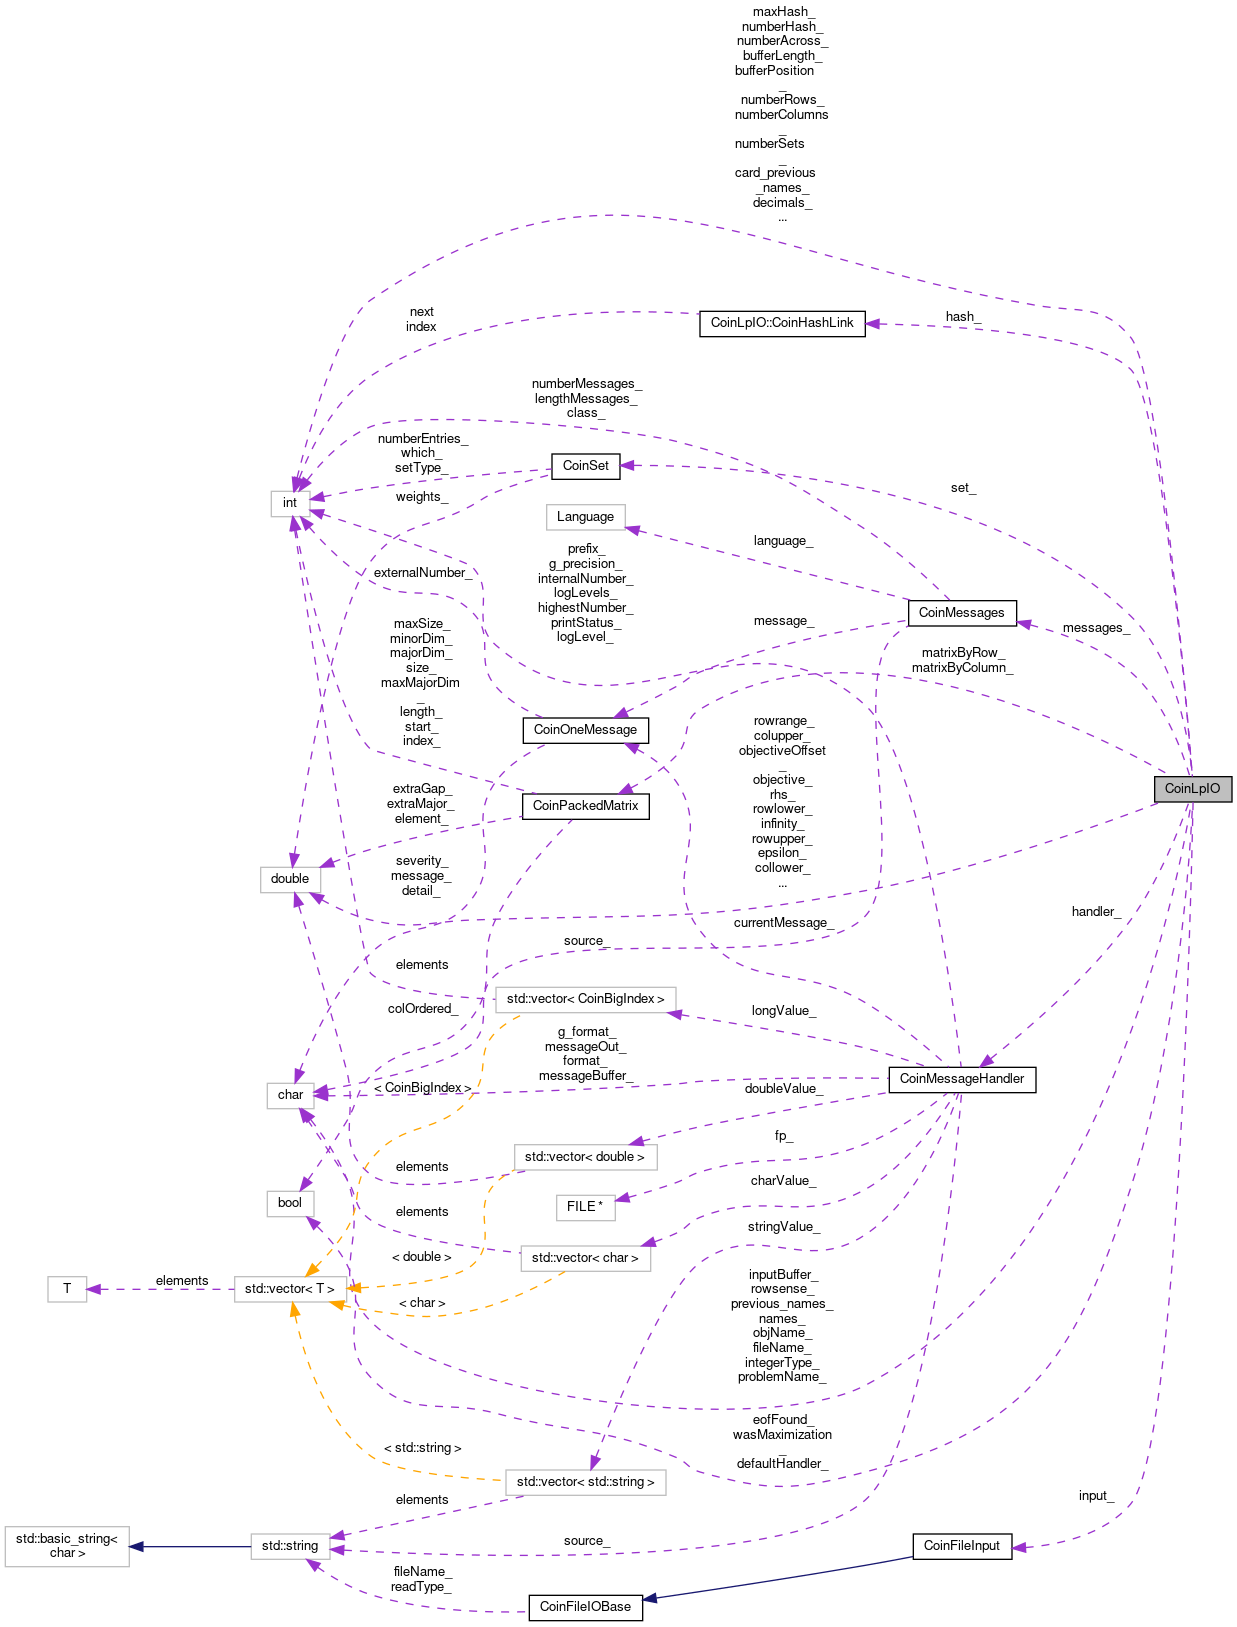 maxHash_
numberHash_
numberAcross_
bufferLength_
bufferPosition
_
numberRows_
numberColumns
_
numberSets
_
card_previous
_names_
decimals_
...
next
index
CoinLpIO::CoinHashLink
hash_
numberMessages_
lengthMessages_
class_
numberEntries_
which_
setType_
CoinSet
set_
weights_
int
Language
language_
prefix_
g_precision_
internalNumber_
logLevels_
highestNumber_
printStatus_
logLevel_
externalNumber_
CoinMessages
message_
messages_
maxSize_
minorDim_
majorDim_
size_
maxMajorDim
_
length_
start_
index_
matrixByRow_
matrixByColumn_
CoinOneMessage
rowrange_
colupper_
objectiveOffset
_
objective_
rhs_
rowlower_
infinity_
rowupper_
epsilon_
collower_
...
CoinLpIO
extraGap_
extraMajor_
element_
CoinPackedMatrix
double
severity_
message_
detail_
currentMessage_
handler_
source_
elements
std::vector< CoinBigIndex >
longValue_
colOrdered_
g_format_
messageOut_
format_
messageBuffer_
CoinMessageHandler
char
< CoinBigIndex >
doubleValue_
fp_
elements
std::vector< double >
charValue_
bool
elements
FILE *
stringValue_
< double >
std::vector< char >
T
elements
std::vector< T >
< char >
inputBuffer_
rowsense_
previous_names_
names_
objName_
fileName_
integerType_
problemName_
eofFound_
wasMaximization
_
defaultHandler_
< std::string >
std::vector< std::string >
elements
input_
std::basic_string<
char >
std::string
source_
CoinFileInput
fileName_
readType_
CoinFileIOBase